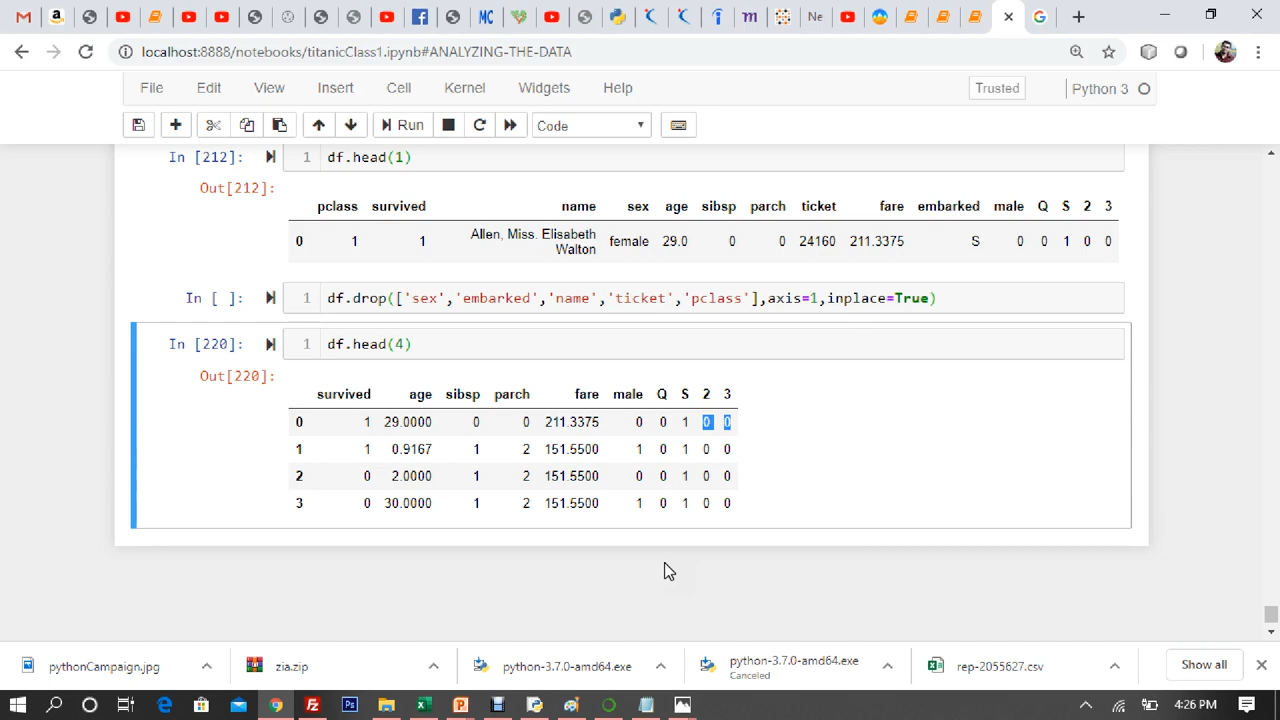 MC
Ne
localhost:8888/notebooks/titanicClass1.ipynb#ANALYZING-THE-DATA
File Edit View Insert Cell Kernel Widgets Help Trusted Python 3
Run Code
In [212]: 1 df.head(1)
Out[212]:
pclass survived name sex age sibsp parch ticket fare embarked male Q S 2 3
0 1 1 Allen, Miss. Elisabeth Walton female 29.0 0 0 24160 211.3375 S 0 0 1 0 0
In [ ]: 1 df.drop(['sex','embarked','name','ticket','pclass'],axis=1,inplace=True)
In [220]: 1 df.head(4)
Out[220]:
survived age sibsp parch fare male Q S 2 3
0 1 29.0000 0 0 211.3375 0 0 1 0 0
1 1 0.9167 1 2 151.5500 1 0 1 0 0
2 0 2.0000 1 2 151.5500 0 0 1 0 0
3 0 30.0000 1 2 151.5500 1 0 1 0 0
pythonCampaign.jpg zia.zip python-3.7.0-amd64.exe python-3.7.0-amd64.exe rep-2055627.csv Show all
Canceled
4:26 PM